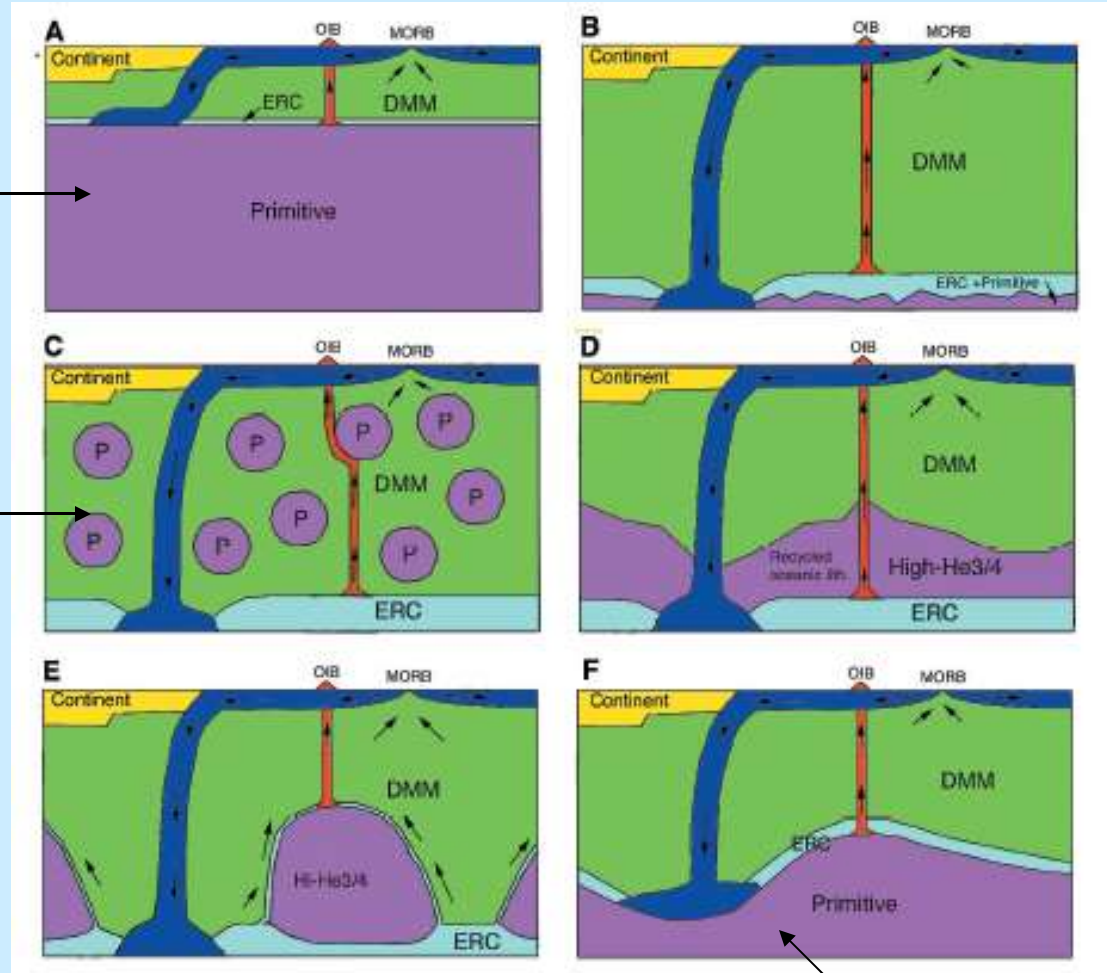 A
OIB
MORB
Continent
ERC
DMM
Primitive
B
OIB
MORB
Continent
DMM
ERC +Primitive
C
OIB
MORB
Continent
P
P
P
P
P
DMM
P
P
P
P
ERC
D
OIB
MORB
Continent
DMM
Recycled
oceanic lith.
High-He3/4
ERC
E
OIB
MORB
Continent
DMM
Hi-He3/4
ERC
F
OIB
MORB
Continent
DMM
ERC
Primitive